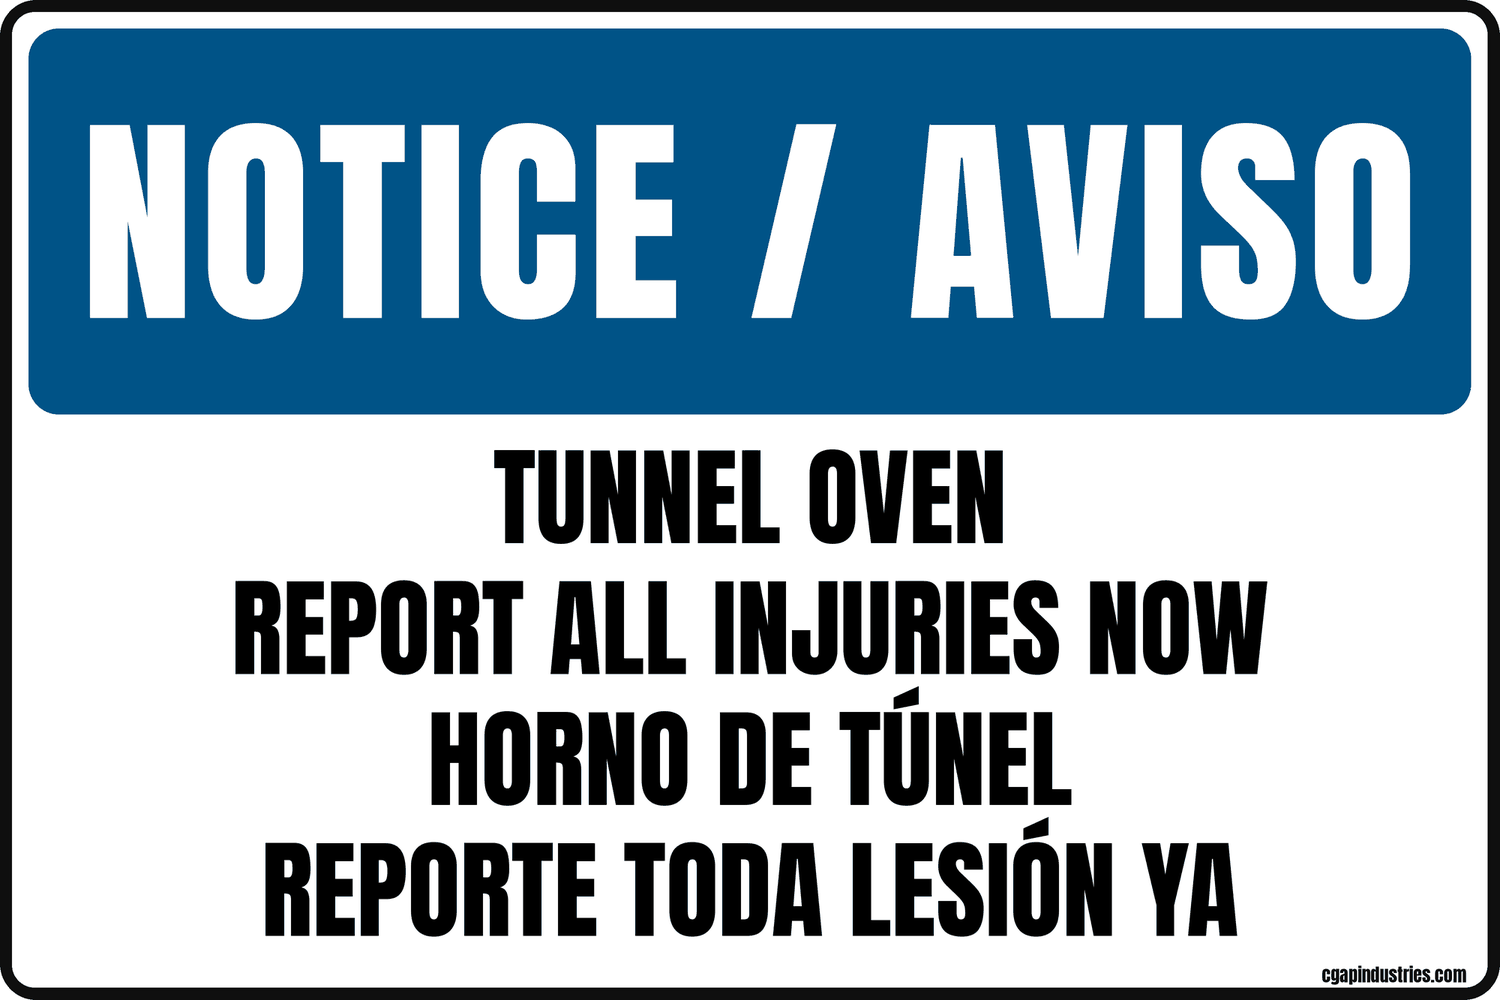 NOTICE / AVISO
TUNNEL OVEN
REPORT ALL INJURIES NOW
HORNO DE TÚNEL
REPORTE TODA LESIÓN YA
cgapindustries.com